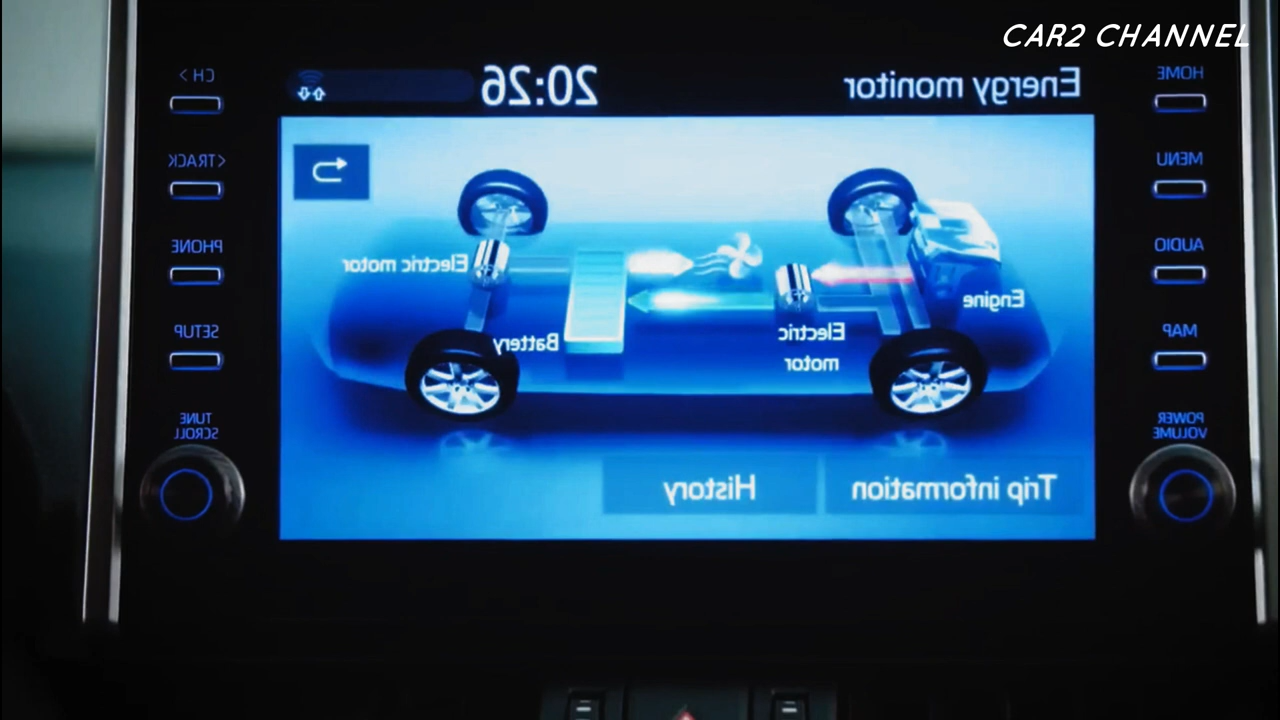 CAR2 CHANNEL
HOME
Energy monitor
20:26
CH >
MENU
<TRACK
AUDIO
PHONE
Electric motor
Engine
MAP
SETUP
Electric
motor
Battery
POWER
VOLUME
TUNE
SCROLL
Trip information
History